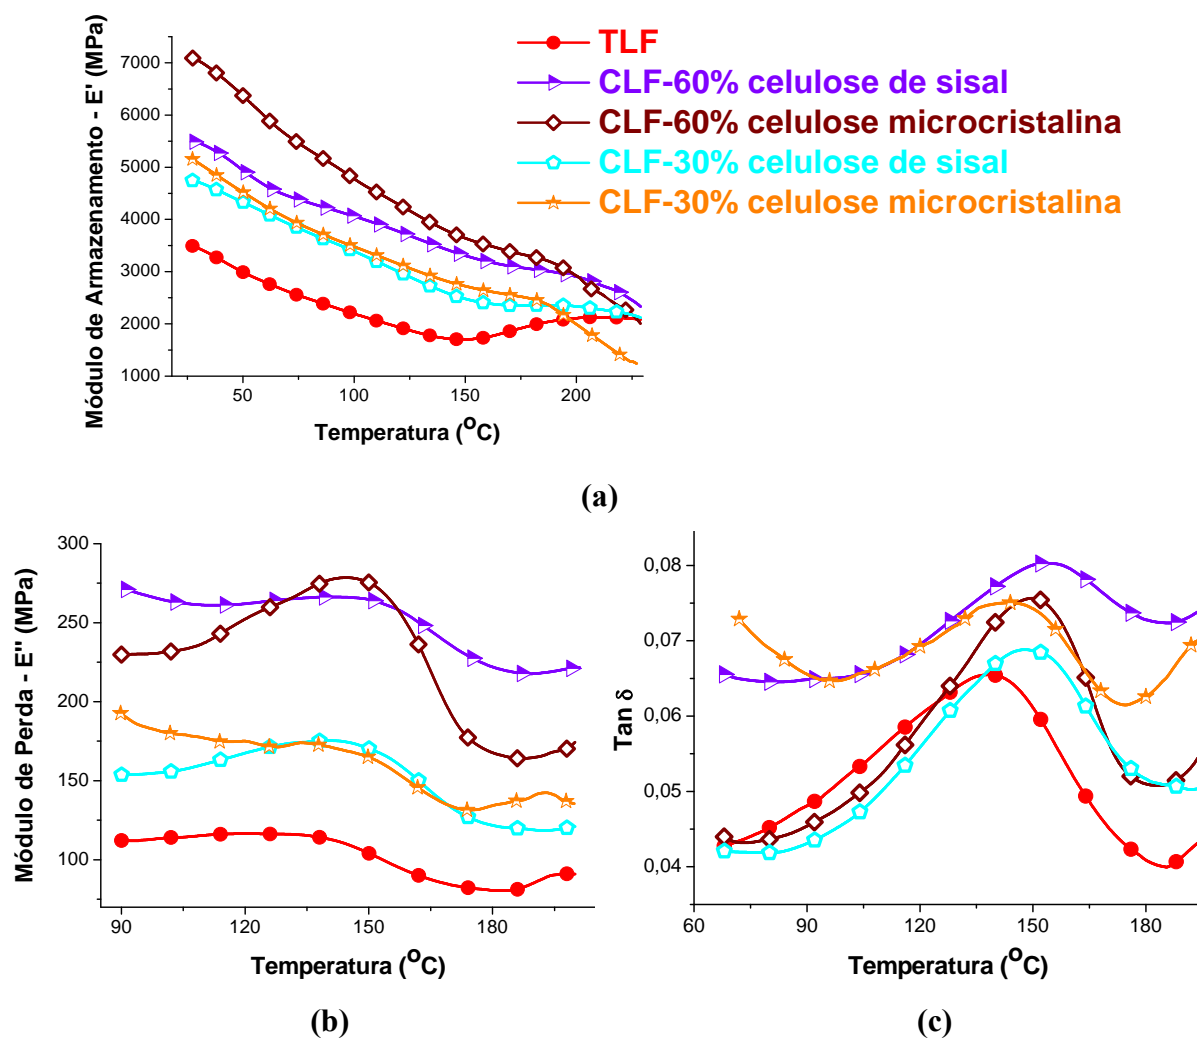 TLF
CLF-60% celulose de sisal
CLF-60% celulose microcristalina
CLF-30% celulose de sisal
CLF-30% celulose microcristalina
Módulo de Armazenamento - E' (MPa)
7000
6000
5000
4000
3000
2000
1000
50
100
150
200
Temperatura (ºC)
(a)
Módulo de Perda - E'' (MPa)
300
250
200
150
100
90
120
150
180
Temperatura (ºC)
(b)
Tan δ
0,08
0,07
0,06
0,05
0,04
60
90
120
150
180
Temperatura (ºC)
(c)